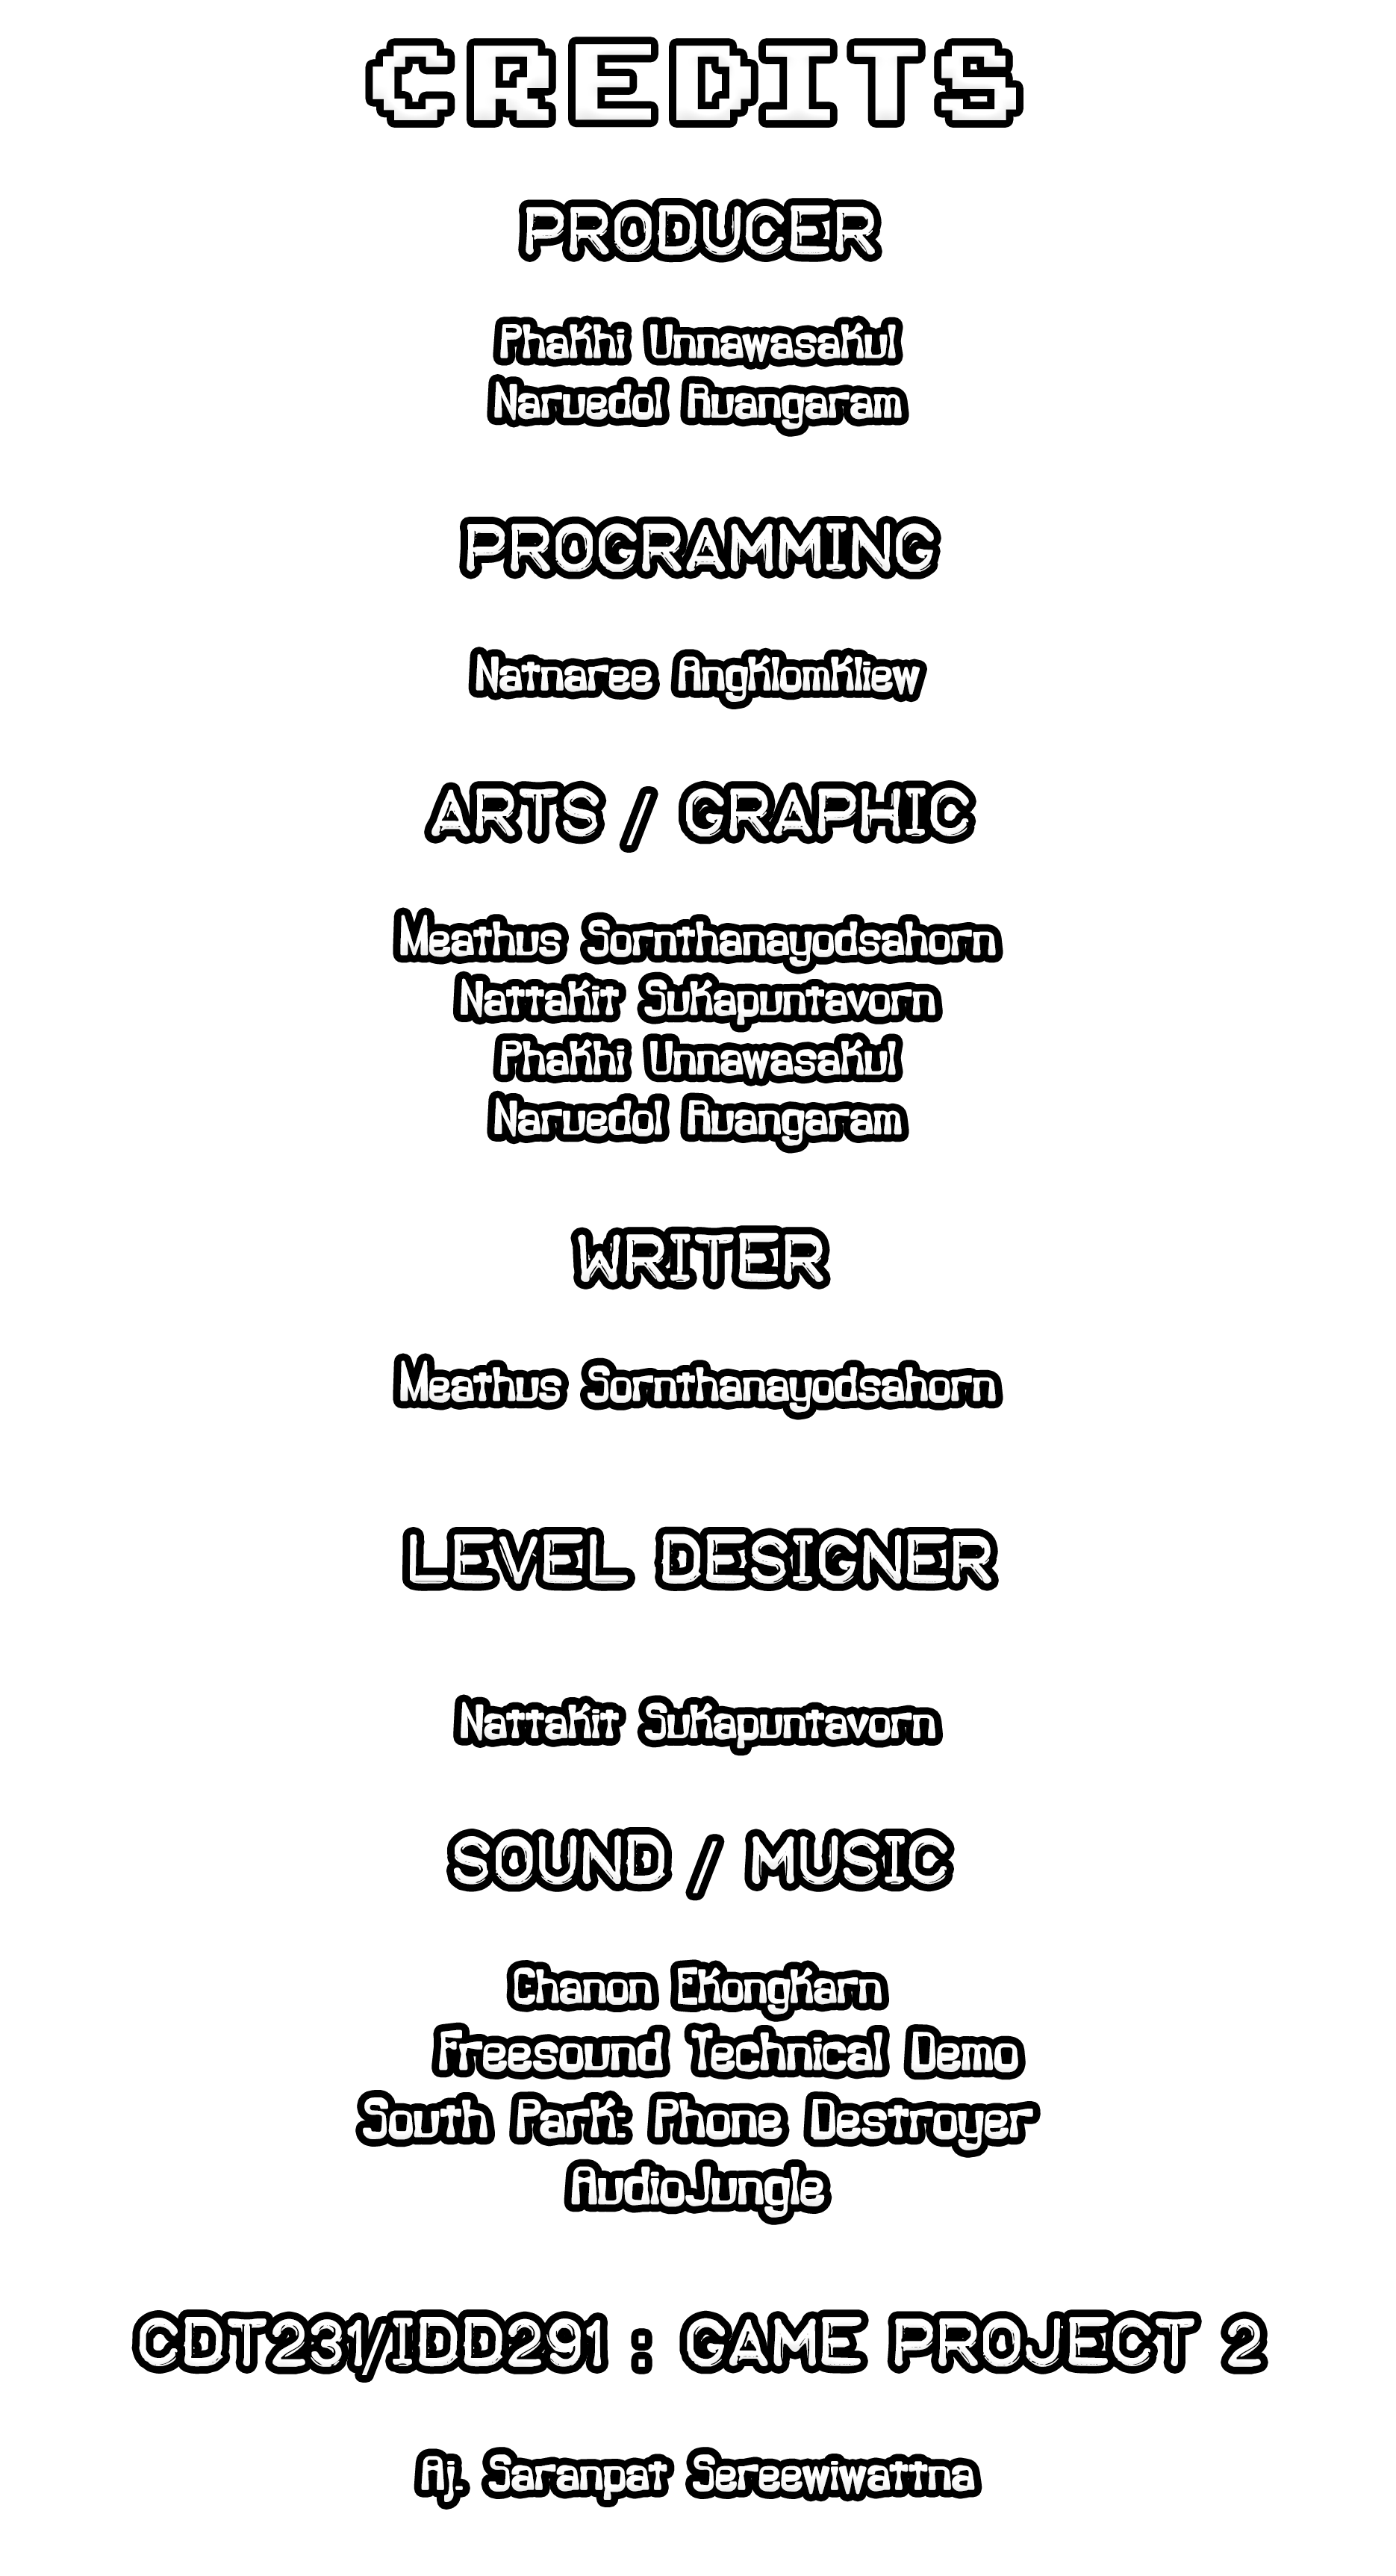 CREDITS
PRODUCER
Phakhi Unnawasakul
Naruedol Ruangaram
PROGRAMMING
Natnaree Angklomkliew
ARTS / GRAPHIC
Meathus Sornthanayodsahorn
Nattakit Sukapuntavorn
Phakhi Unnawasakul
Naruedol Ruangaram
WRITER
Meathus Sornthanayodsahorn
LEVEL DESIGNER
Nattakit Sukapuntavorn
SOUND / MUSIC
Chanon Ekongkarn
Freesound Technical Demo
South Park: Phone Destroyer
AudioJungle
CDT231/IDD291 : GAME PROJECT 2
Aj. Saranpat Sereewiwattna